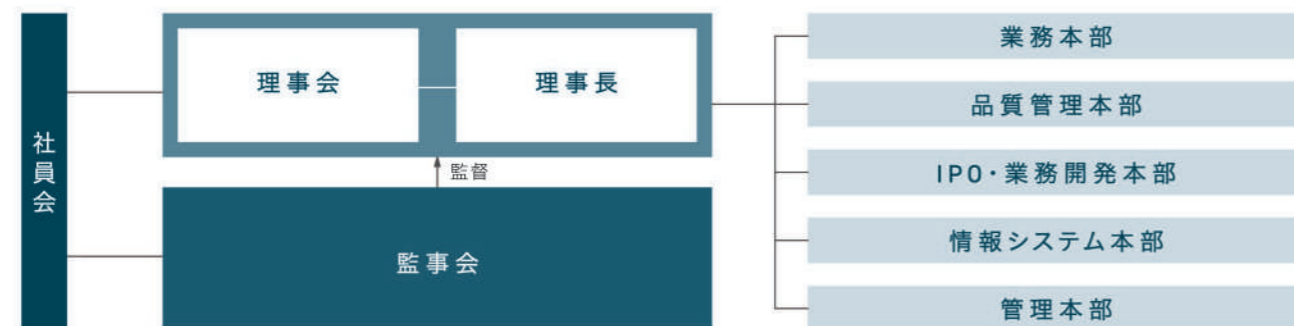 社員会
理事会
理事長
監督
監事会
業務本部
品質管理本部
IPO・業務開発本部
情報システム本部
管理本部